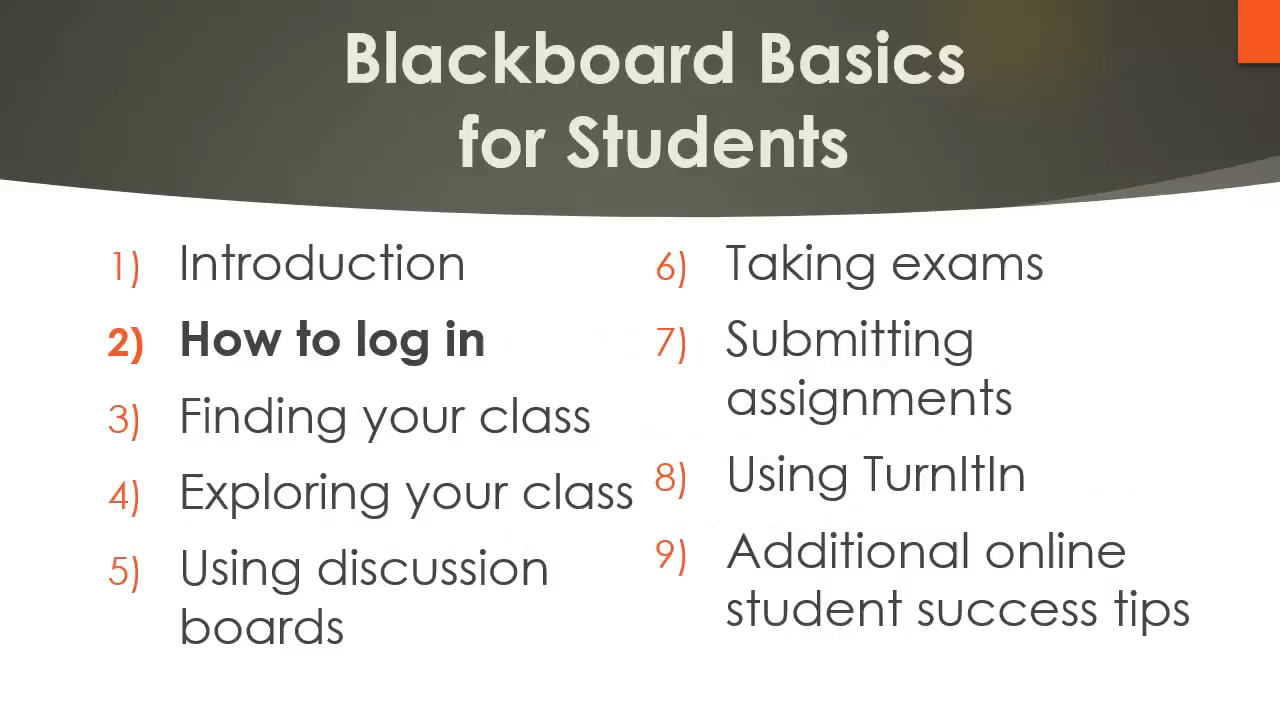 Blackboard Basics
for Students
1) Introduction
2) How to log in
3) Finding your class
4) Exploring your class
5) Using discussion
boards
6) Taking exams
7) Submitting
assignments
8) Using TurnItIn
9) Additional online
student success tips